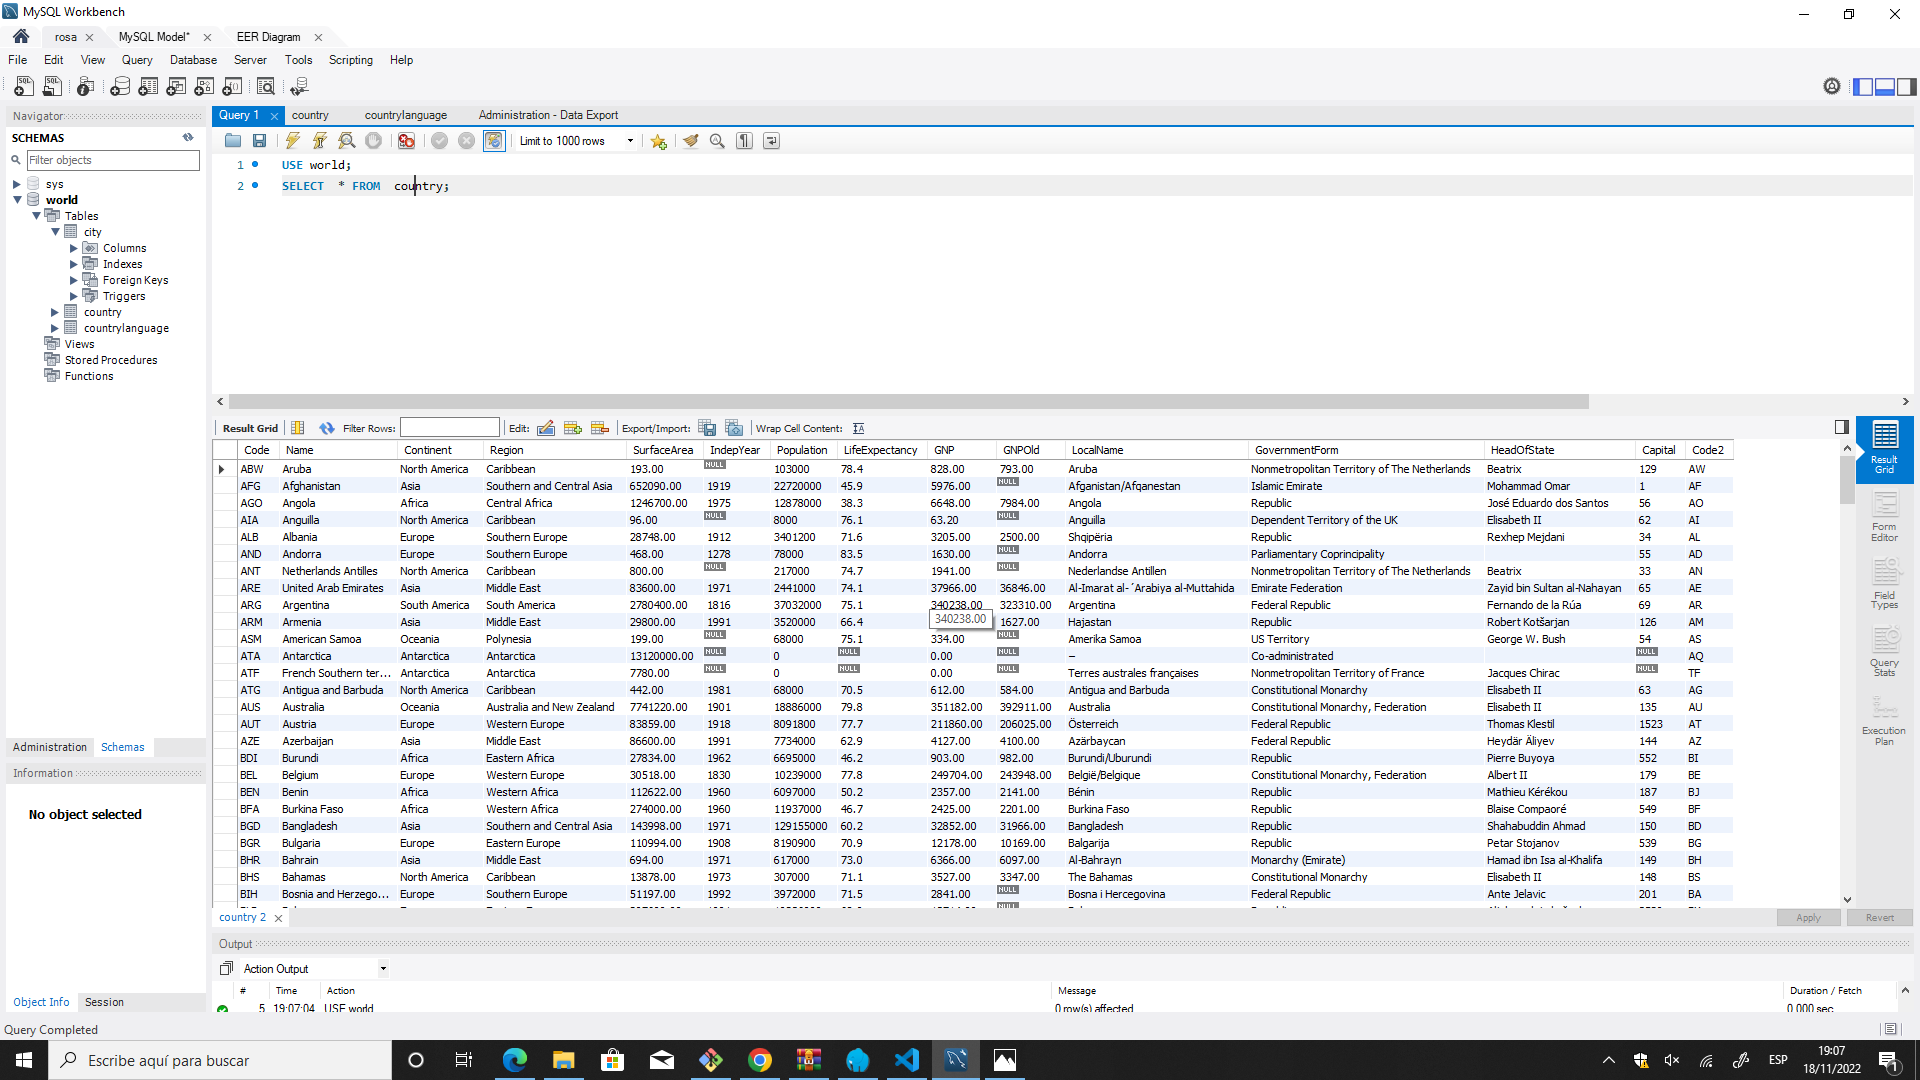 MySQL Workbench
rosa
MySQL Model*
EER Diagram
File Edit View Query Database Server Tools Scripting Help
Navigator
SCHEMAS
Filter objects
sys
world
Tables
city
Columns
Indexes
Foreign Keys
Triggers
country
countrylanguage
Views
Stored Procedures
Functions
Administration Schemas
Information
No object selected
Object Info Session
Query 1 country countrylanguage Administration - Data Export
Limit to 1000 rows
1 USE world;
2 SELECT * FROM country;
Result Grid Filter Rows: Edit: Export/Import: Wrap Cell Content:
Code Name Continent Region SurfaceArea IndepYear Population LifeExpectancy GNP GNPOld LocalName GovernmentForm HeadOfState Capital Code2
ABW Aruba North America Caribbean 193.00 NULL 103000 78.4 828.00 793.00 Aruba Nonmetropolitan Territory of The Netherlands Beatrix 129 AW
AFG Afghanistan Asia Southern and Central Asia 652090.00 1919 22720000 45.9 5976.00 NULL Afganistan/Afqanestan Islamic Emirate Mohammad Omar 1 AF
AGO Angola Africa Central Africa 1246700.00 1975 12878000 38.3 6648.00 7984.00 Angola Republic José Eduardo dos Santos 56 AO
AIA Anguilla North America Caribbean 96.00 NULL 8000 76.1 63.20 NULL Anguilla Dependent Territory of the UK Elisabeth II 62 AI
ALB Albania Europe Southern Europe 28748.00 1912 3401200 71.6 3205.00 2500.00 Shqipëria Republic Rexhep Mejdani 34 AL
AND Andorra Europe Southern Europe 468.00 1278 78000 83.5 1630.00 NULL Andorra Parliamentary Coprincipality 55 AD
ANT Netherlands Antilles North America Caribbean 800.00 NULL 217000 74.7 1941.00 NULL Nederlandse Antillen Nonmetropolitan Territory of The Netherlands Beatrix 33 AN
ARE United Arab Emirates Asia Middle East 83600.00 1971 2441000 74.1 37966.00 36846.00 Al-Imarat al-´Arabiya al-Muttahida Emirate Federation Zayid bin Sultan al-Nahayan 65 AE
ARG Argentina South America South America 2780400.00 1816 37032000 75.1 340238.00 323310.00 Argentina Federal Republic Fernando de la Rúa 69 AR
ARM Armenia Asia Middle East 29800.00 1991 3520000 66.4 340238.00 1627.00 Hajastan Republic Robert Kotšarjan 126 AM
ASM American Samoa Oceania Polynesia 199.00 NULL 68000 75.1 334.00 NULL Amerika Samoa US Territory George W. Bush 54 AS
ATA Antarctica Antarctica Antarctica 13120000.00 NULL 0 NULL 0.00 NULL – Co-administrated NULL AQ
ATF French Southern ter... Antarctica Antarctica 7780.00 NULL 0 NULL 0.00 NULL Terres australes françaises Nonmetropolitan Territory of France Jacques Chirac NULL TF
ATG Antigua and Barbuda North America Caribbean 442.00 1981 68000 70.5 612.00 584.00 Antigua and Barbuda Constitutional Monarchy Elisabeth II 63 AG
AUS Australia Oceania Australia and New Zealand 7741220.00 1901 18886000 79.8 351182.00 392911.00 Australia Constitutional Monarchy, Federation Elisabeth II 135 AU
AUT Austria Europe Western Europe 83859.00 1918 8091800 77.7 211860.00 206025.00 Österreich Federal Republic Thomas Klestil 1523 AT
AZE Azerbaijan Asia Middle East 86600.00 1991 7734000 62.9 4127.00 4100.00 Azärbaycan Federal Republic Heydär Äliyev 144 AZ
BDI Burundi Africa Eastern Africa 27834.00 1962 6695000 46.2 903.00 982.00 Burundi/Uburundi Republic Pierre Buyoya 552 BI
BEL Belgium Europe Western Europe 30518.00 1830 10239000 77.8 249704.00 243948.00 België/Belgique Constitutional Monarchy, Federation Albert II 179 BE
BEN Benin Africa Western Africa 112622.00 1960 6097000 50.2 2357.00 2141.00 Bénin Republic Mathieu Kérékou 187 BJ
BFA Burkina Faso Africa Western Africa 274000.00 1960 11937000 46.7 2425.00 2201.00 Burkina Faso Republic Blaise Compaoré 549 BF
BGD Bangladesh Asia Southern and Central Asia 143998.00 1971 129155000 60.2 32852.00 31966.00 Bangladesh Republic Shahabuddin Ahmad 150 BD
BGR Bulgaria Europe Eastern Europe 110994.00 1908 8190900 70.9 12178.00 10169.00 Balgarija Republic Petar Stojanov 539 BG
BHR Bahrain Asia Middle East 694.00 1971 617000 73.0 6366.00 6097.00 Al-Bahrayn Monarchy (Emirate) Hamad ibn Isa al-Khalifa 149 BH
BHS Bahamas North America Caribbean 13878.00 1973 307000 71.1 3527.00 3347.00 The Bahamas Constitutional Monarchy Elisabeth II 148 BS
BIH Bosnia and Herzego... Europe Southern Europe 51197.00 1992 3972000 71.5 2841.00 NULL Bosna i Hercegovina Federal Republic Ante Jelavic 201 BA
Result Grid
Form Editor
Field Types
Query Stats
Execution Plan
country 2 Apply Revert
Output
Action Output
# Time Action Message Duration / Fetch
5 19:07:04 USE world 0 row(s) affected 0.000 sec
Query Completed
Escribe aquí para buscar
ESP
19:07
18/11/2022
1